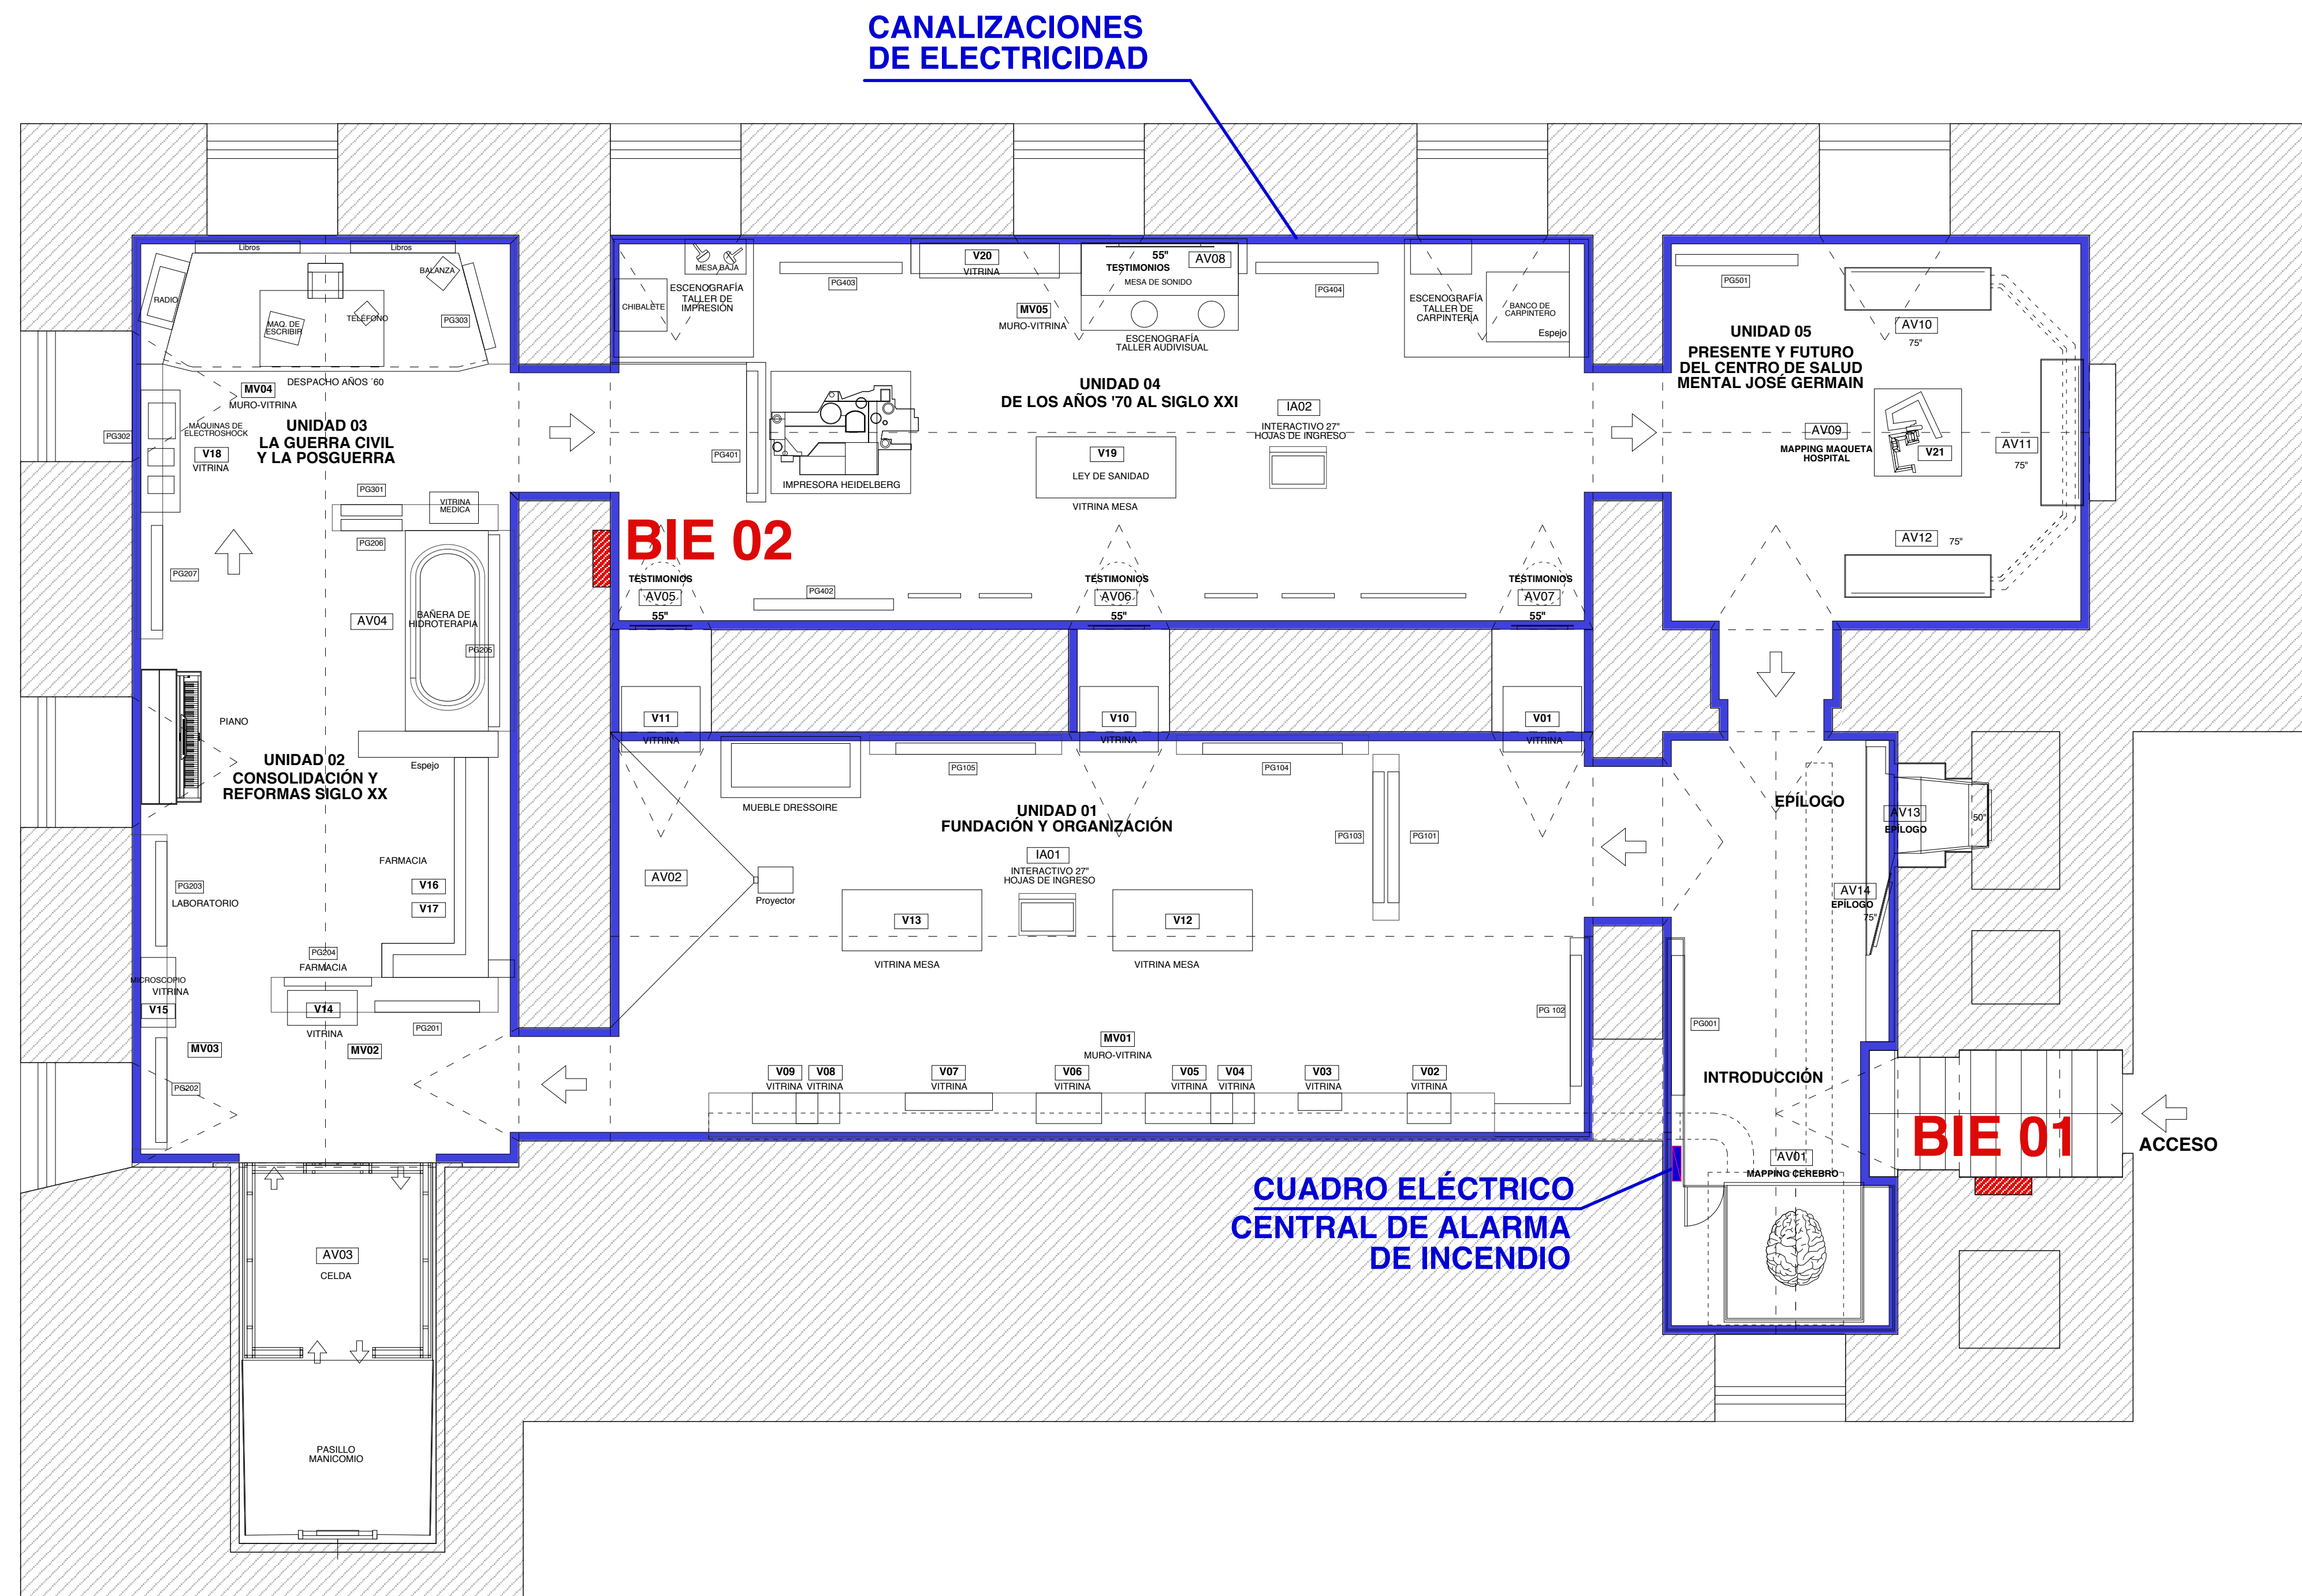 CANALIZACIONES
DE ELECTRICIDAD
Libros
Libros
RADIO
BALANZA
MAQ. DE
ESCRIBIR
TELÉFONO
PG303
DESPACHO AÑOS ´60
MV04
MURO-VITRINA
PG302
MÁQUINAS DE
ELECTROSHOCK
V18
VITRINA
UNIDAD 03
LA GUERRA CIVIL
Y LA POSGUERRA
PG301
VITRINA
MEDICA
PG206
PG207
AV04
BAÑERA DE
HIDROTERAPIA
PG205
PIANO
Espejo
UNIDAD 02
CONSOLIDACIÓN Y
REFORMAS SIGLO XX
FARMACIA
V16
V17
PG203
LABORATORIO
PG204
FARMACIA
MICROSCOPIO
VITRINA
V15
V14
VITRINA
PG201
MV03
MV02
PG202
AV03
CELDA
PASILLO
MANICOMIO
MESA BAJA
ESCENOGRAFÍA
TALLER DE
IMPRESIÓN
CHIBALETE
PG403
V20
VITRINA
MV05
MURO-VITRINA
55"
TESTIMONIOS
AV08
MESA DE SONIDO
ESCENOGRAFÍA
TALLER AUDIVISUAL
PG404
ESCENOGRAFÍA
TALLER DE
CARPINTERÍA
BANCO DE
CARPINTERO
Espejo
UNIDAD 04
DE LOS AÑOS '70 AL SIGLO XXI
PG401
IMPRESORA HEIDELBERG
V19
LEY DE SANIDAD
VITRINA MESA
IA02
INTERACTIVO 27"
HOJAS DE INGRESO
BIE 02
TESTIMONIOS
AV05
55"
PG402
TESTIMONIOS
AV06
55"
TESTIMONIOS
AV07
55"
PG501
UNIDAD 05
PRESENTE Y FUTURO
DEL CENTRO DE SALUD
MENTAL JOSÉ GERMAIN
AV10
75"
AV09
MAPPING MAQUETA
HOSPITAL
V21
AV11
75"
AV12
75"
V11
VITRINA
V10
VITRINA
V01
VITRINA
MUEBLE DRESSOIRE
PG105
PG104
UNIDAD 01
FUNDACIÓN Y ORGANIZACIÓN
PG103
PG101
AV02
Proyector
IA01
INTERACTIVO 27"
HOJAS DE INGRESO
V13
VITRINA MESA
V12
VITRINA MESA
PG 102
MV01
MURO-VITRINA
V09
VITRINA
V08
VITRINA
V07
VITRINA
V06
VITRINA
V05
VITRINA
V04
VITRINA
V03
VITRINA
V02
VITRINA
EPÍLOGO
AV13
EPÍLOGO
50"
AV14
EPÍLOGO
75"
PG001
INTRODUCCIÓN
AV01
MAPPING CEREBRO
BIE 01
ACCESO
CUADRO ELÉCTRICO
CENTRAL DE ALARMA
DE INCENDIO